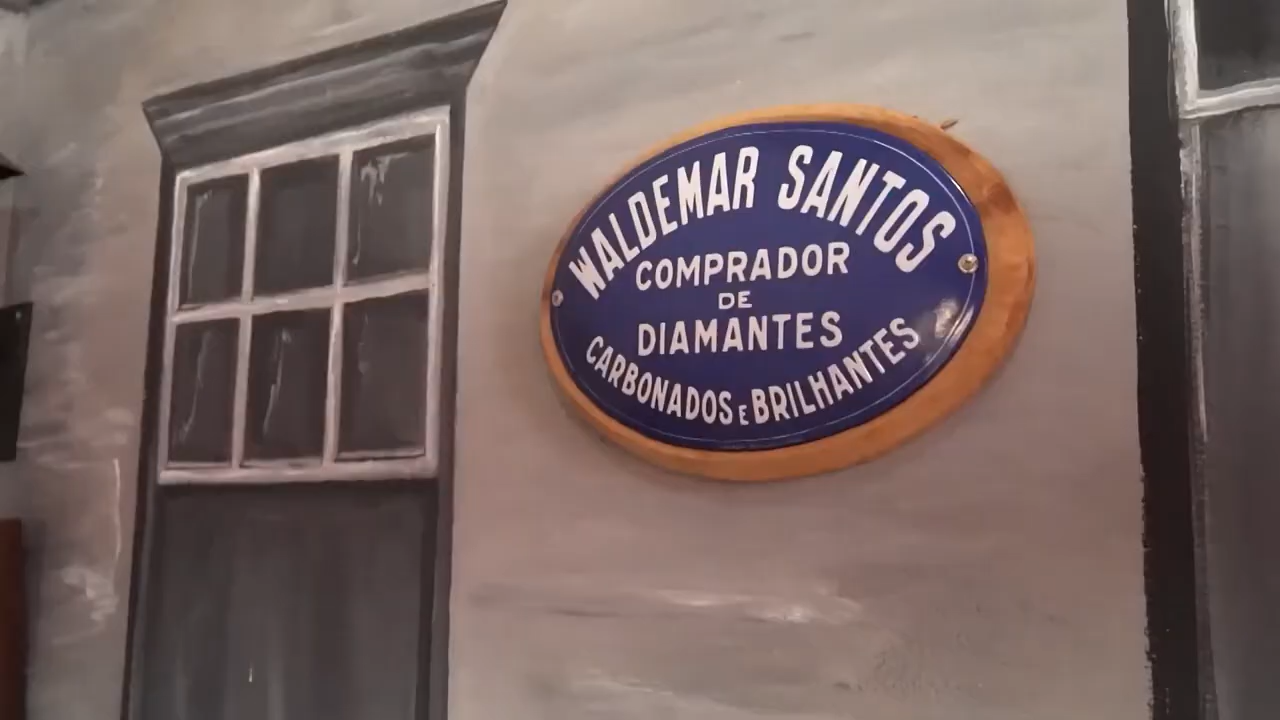 WALDEMAR SANTOS
COMPRADOR
DE
DIAMANTES
CARBONADOS E BRILHANTES